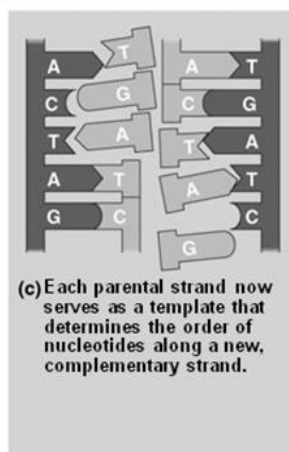 A T A T
C G C G
T A T A
A T A T
G C G C
(c) Each parental strand now
serves as a template that
determines the order of
nucleotides along a new,
complementary strand.